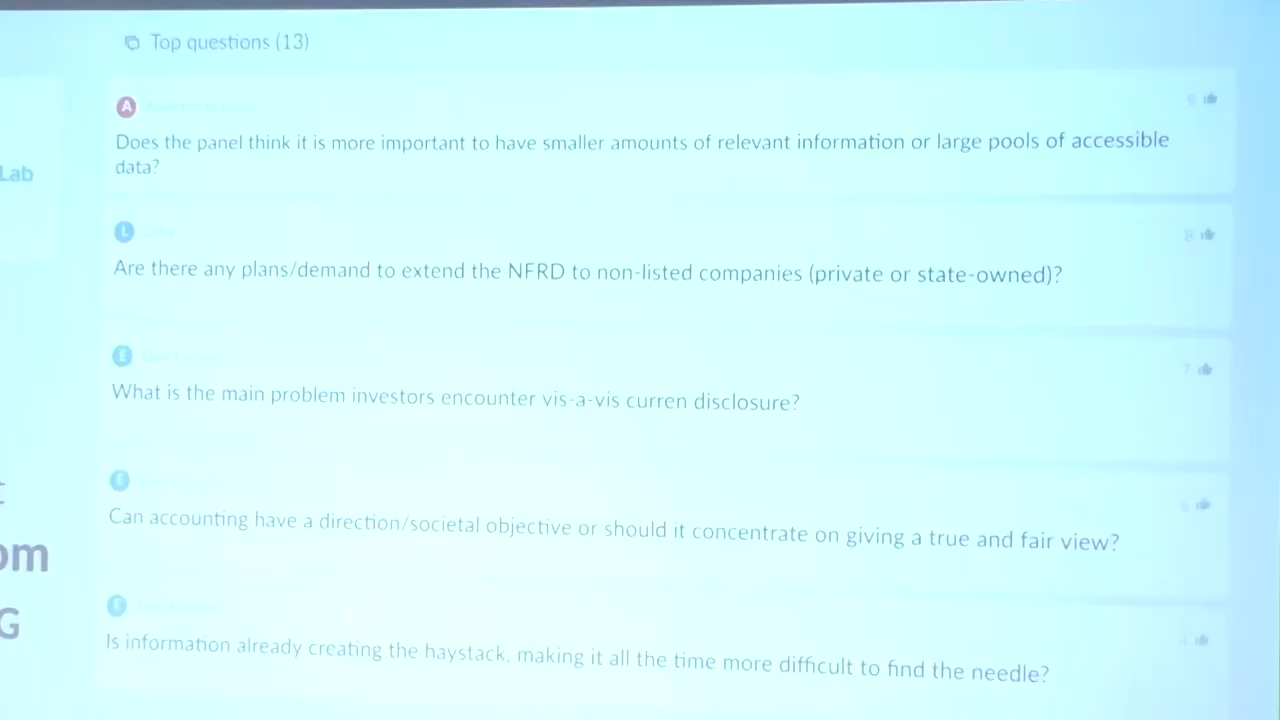 Top questions (13)
A
Does the panel think it is more important to have smaller amounts of relevant information or large pools of accessible
data?
Lab
L
8
Are there any plans/demand to extend the NFRD to non-listed companies (private or state-owned)?
E
7
What is the main problem investors encounter vis-a-vis curren disclosure?
E
Can accounting have a direction/societal objective or should it concentrate on giving a true and fair view?
om
E
G
Is information already creating the haystack, making it all the time more difficult to find the needle?